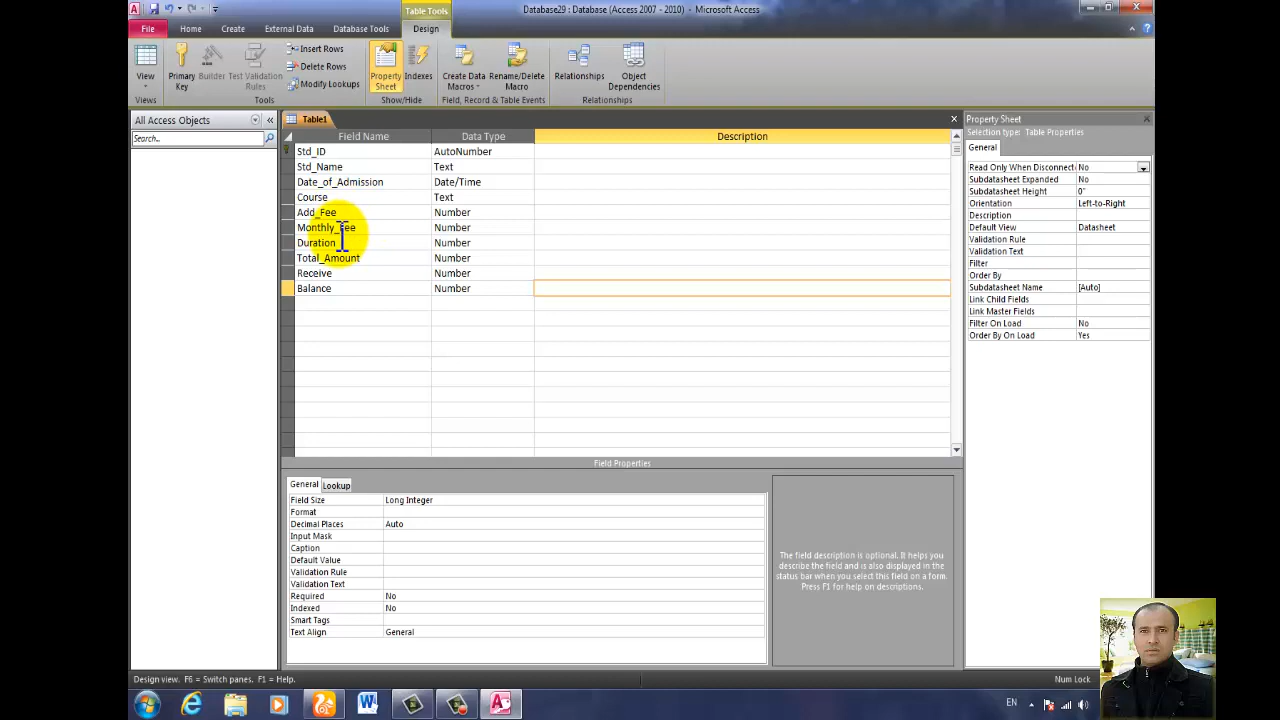 Table Tools
Database29 : Database (Access 2007 - 2010) - Microsoft Access
File Home Create External Data Database Tools Design
View
Primary Key
Builder
Test Validation Rules
Insert Rows
Delete Rows
Modify Lookups
Property Sheet
Indexes
Create Data Macros
Rename/Delete Macro
Relationships
Object Dependencies
Views Tools Show/Hide Field, Record & Table Events Relationships
All Access Objects
Search...
Table1
Field Name Data Type Description
Std_ID AutoNumber
Std_Name Text
Date_of_Admission Date/Time
Course Text
Add_Fee Number
Monthly_Fee Number
Duration Number
Total_Amount Number
Receive Number
Balance Number
Field Properties
General Lookup
Field Size Long Integer
Format
Decimal Places Auto
Input Mask
Caption
Default Value
Validation Rule
Validation Text
Required No
Indexed No
Smart Tags
Text Align General
The field description is optional. It helps you
describe the field and is also displayed in the
status bar when you select this field on a form.
Press F1 for help on descriptions.
Property Sheet
Selection type: Table Properties
General
Read Only When Disconnect No
Subdatasheet Expanded No
Subdatasheet Height 0"
Orientation Left-to-Right
Description
Default View Datasheet
Validation Rule
Validation Text
Filter
Order By
Subdatasheet Name [Auto]
Link Child Fields
Link Master Fields
Filter On Load No
Order By On Load Yes
Design view. F6 = Switch panes. F1 = Help.
Num Lock
EN